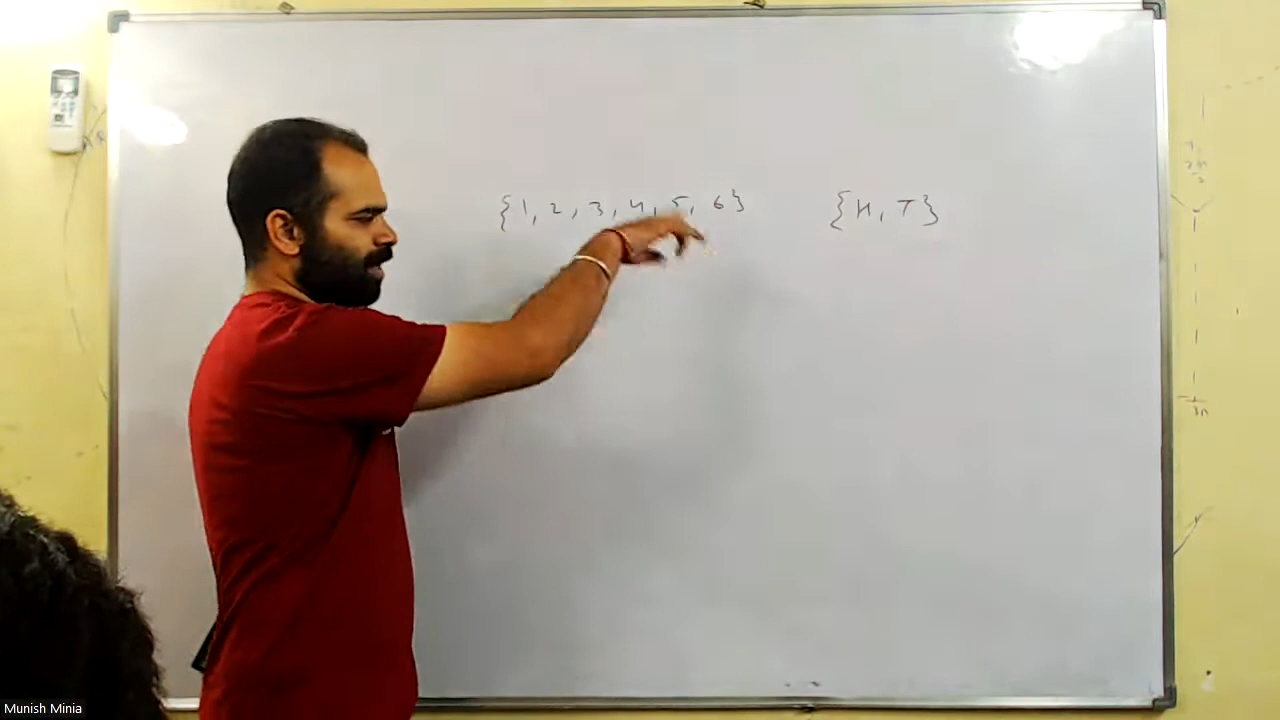 {1, 2, 3, 4, 5, 6} {H, T}
Munish Minia